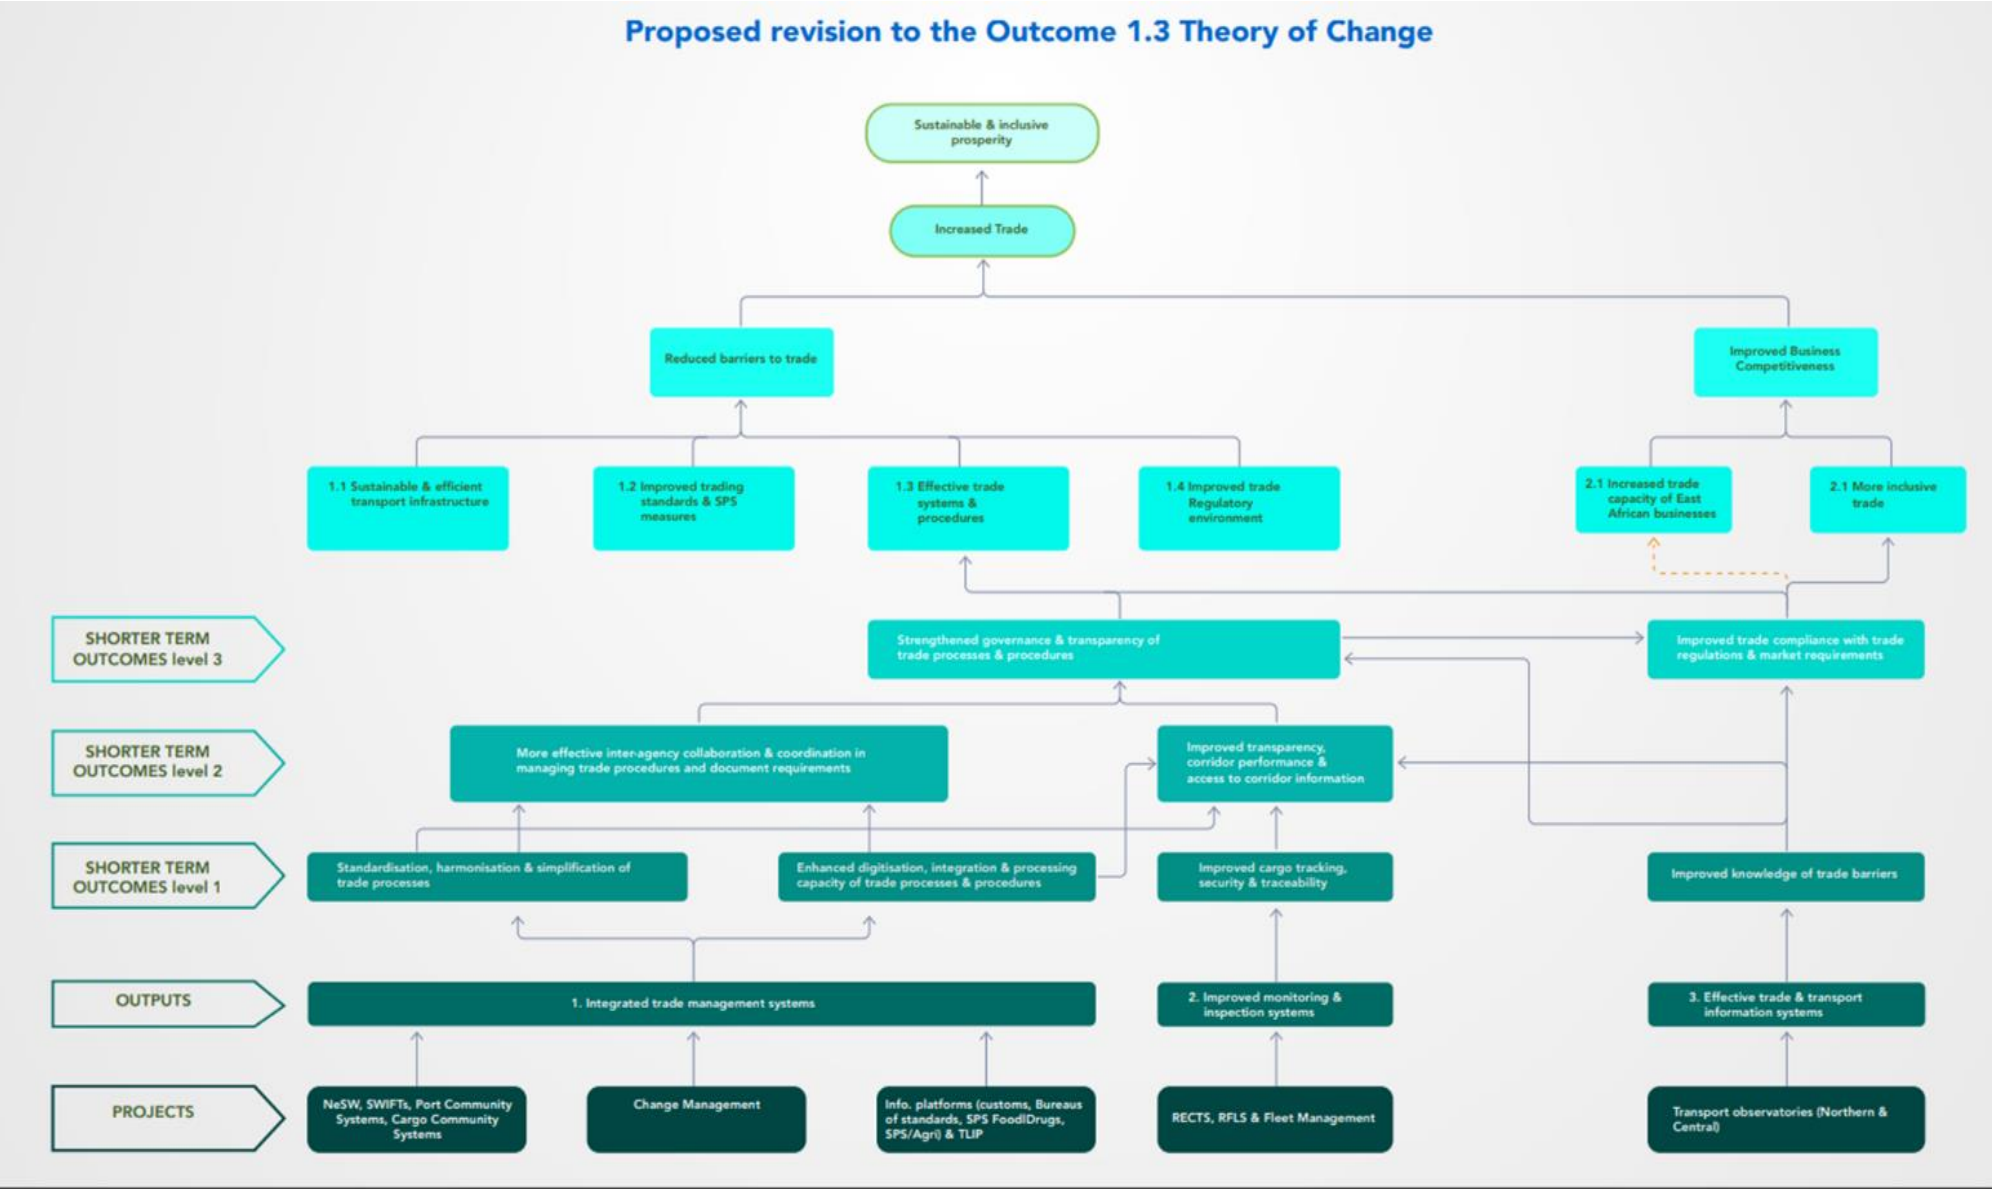 Proposed revision to the Outcome 1.3 Theory of Change
Sustainable & inclusive
prosperity
Increased Trade
Reduced barriers to trade
Improved Business
Competitiveness
1.1 Sustainable & efficient
transport infrastructure
1.2 Improved trading
standards & SPS
measures
1.3 Effective trade
systems &
procedures
1.4 Improved trade
Regulatory
environment
2.1 Increased trade
capacity of East
African businesses
2.1 More inclusive
trade
SHORTER TERM
OUTCOMES level 3
Strengthened governance & transparency of
trade processes & procedures
Improved trade compliance with trade
regulations & market requirements
SHORTER TERM
OUTCOMES level 2
More effective inter-agency collaboration & coordination in
managing trade procedures and document requirements
Improved transparency,
corridor performance &
access to corridor information
SHORTER TERM
OUTCOMES level 1
Standardisation, harmonisation & simplification of
trade processes
Enhanced digitisation, integration & processing
capacity of trade processes & procedures
Improved cargo tracking,
security & traceability
Improved knowledge of trade barriers
OUTPUTS
1. Integrated trade management systems
2. Improved monitoring &
inspection systems
3. Effective trade & transport
information systems
PROJECTS
NeSW, SWIFTs, Port Community
Systems, Cargo Community
Systems
Change Management
Info. platforms (customs, Bureaus
of standards, SPS Food|Drugs,
SPS/Agri) & TLIP
RECTS, RFLS & Fleet Management
Transport observatories (Northern &
Central)